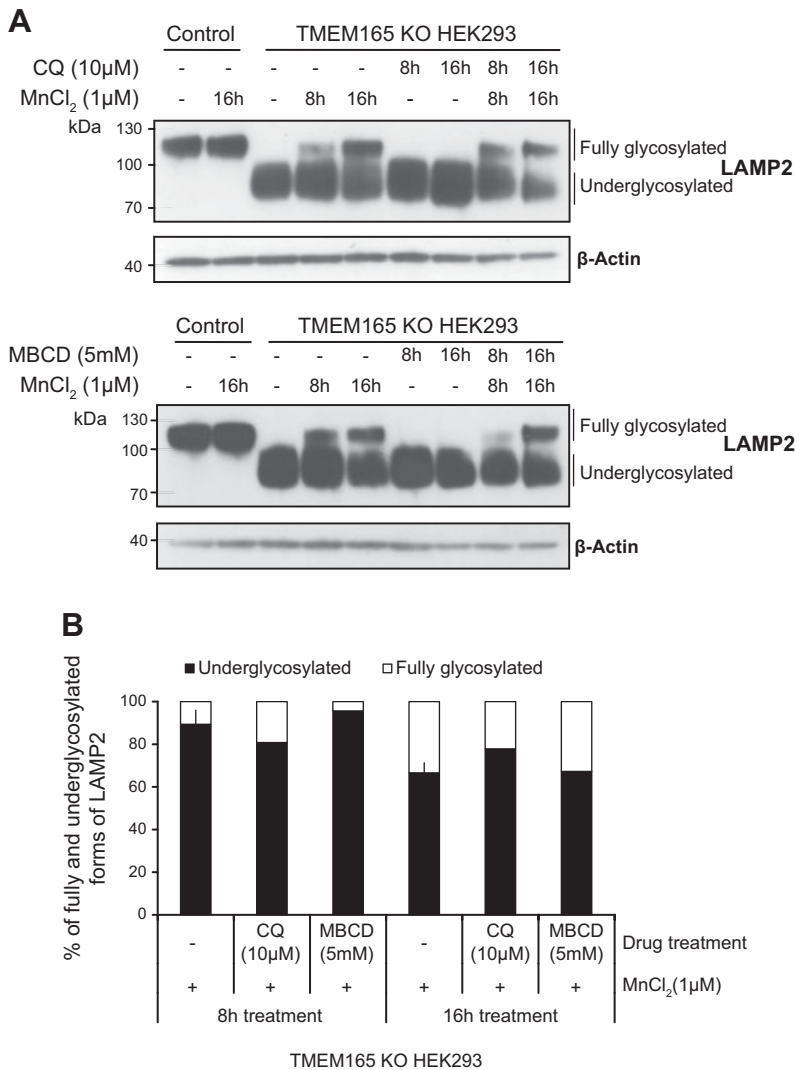 A
Control TMEM165 KO HEK293
CQ (10µM) - - - - - 8h 16h 8h 16h
MnCl2 (1µM) - 16h - 8h 16h - - 8h 16h
kDa
130
100
70
Fully glycosylated
LAMP2
Underglycosylated
40
β-Actin
Control TMEM165 KO HEK293
MBCD (5mM) - - - - - 8h 16h 8h 16h
MnCl2 (1µM) - 16h - 8h 16h - - 8h 16h
kDa
130
100
70
Fully glycosylated
LAMP2
Underglycosylated
40
β-Actin
B
% of fully and underglycosylated
forms of LAMP2
Underglycosylated Fully glycosylated
100
80
60
40
20
0
- CQ (10µM) MBCD (5mM) - CQ (10µM) MBCD (5mM) Drug treatment
+ + + + + + MnCl2(1µM)
8h treatment 16h treatment
TMEM165 KO HEK293